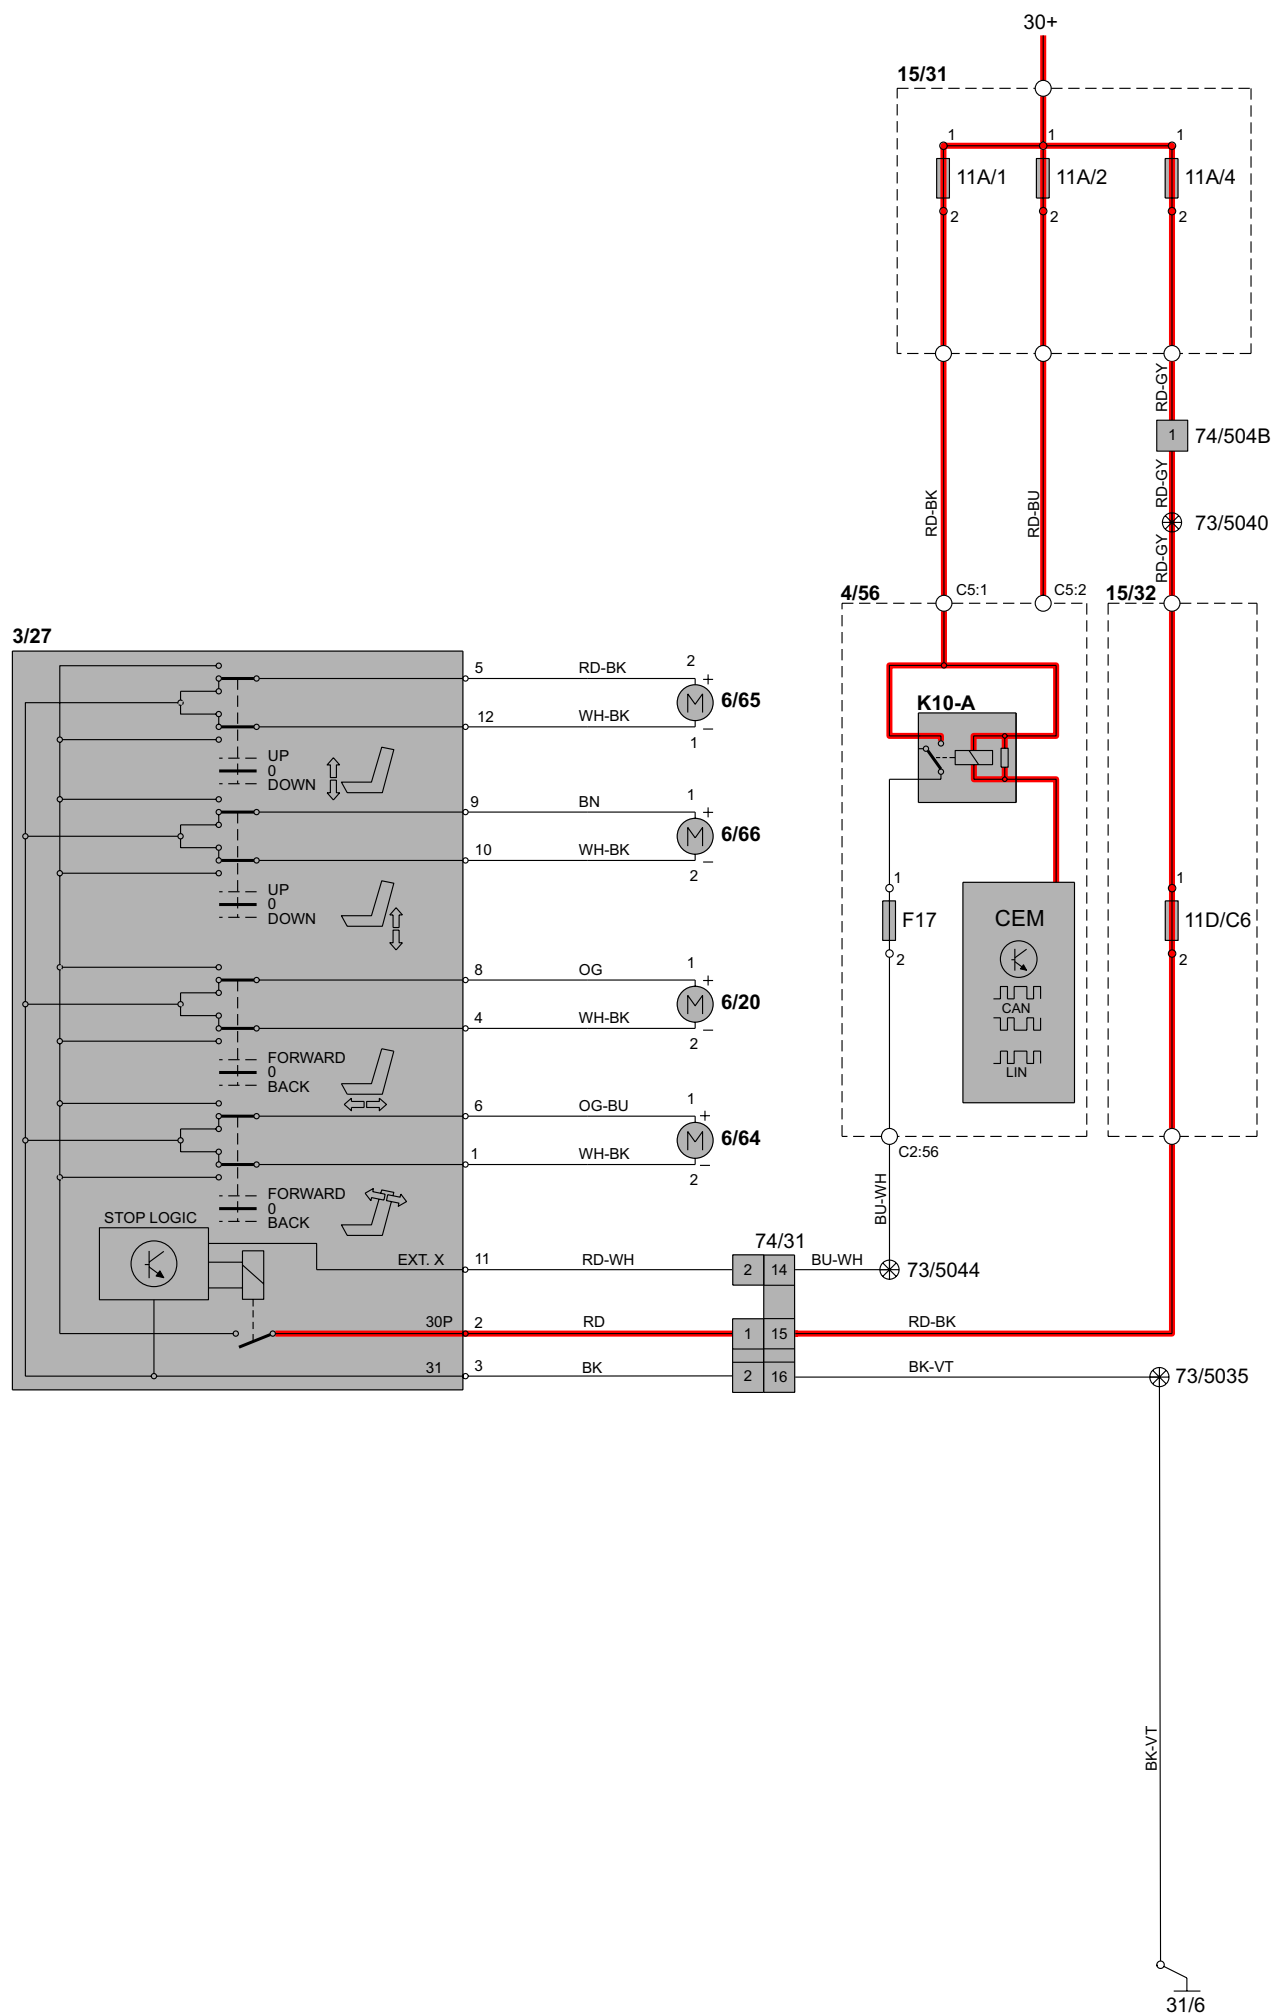 30+
15/31
1 1 1
11A/1 11A/2 11A/4
2 2 2
RD-GY
1 74/504B
RD-GY
RD-BK RD-BU
73/5040
RD-GY
4/56 C5:1 C5:2 15/32
3/27
5 RD-BK 2 +
M 6/65
12 WH-BK 1 −
K10-A
UP
0
DOWN
9 BN 1 +
M 6/66
10 WH-BK 2 −
UP
0
DOWN
1 1
F17 CEM 11D/C6
2 2
CAN
LIN
8 OG 1 +
M 6/20
4 WH-BK 2 −
FORWARD
0
BACK
6 OG-BU 1 +
M 6/64
1 WH-BK 2 −
C2:56
BU-WH
FORWARD
0
BACK
STOP LOGIC
74/31
EXT. X 11 RD-WH 2 14 BU-WH 73/5044
30P 2 RD 1 15 RD-BK
31 3 BK 2 16 BK-VT 73/5035
BK-VT
31/6